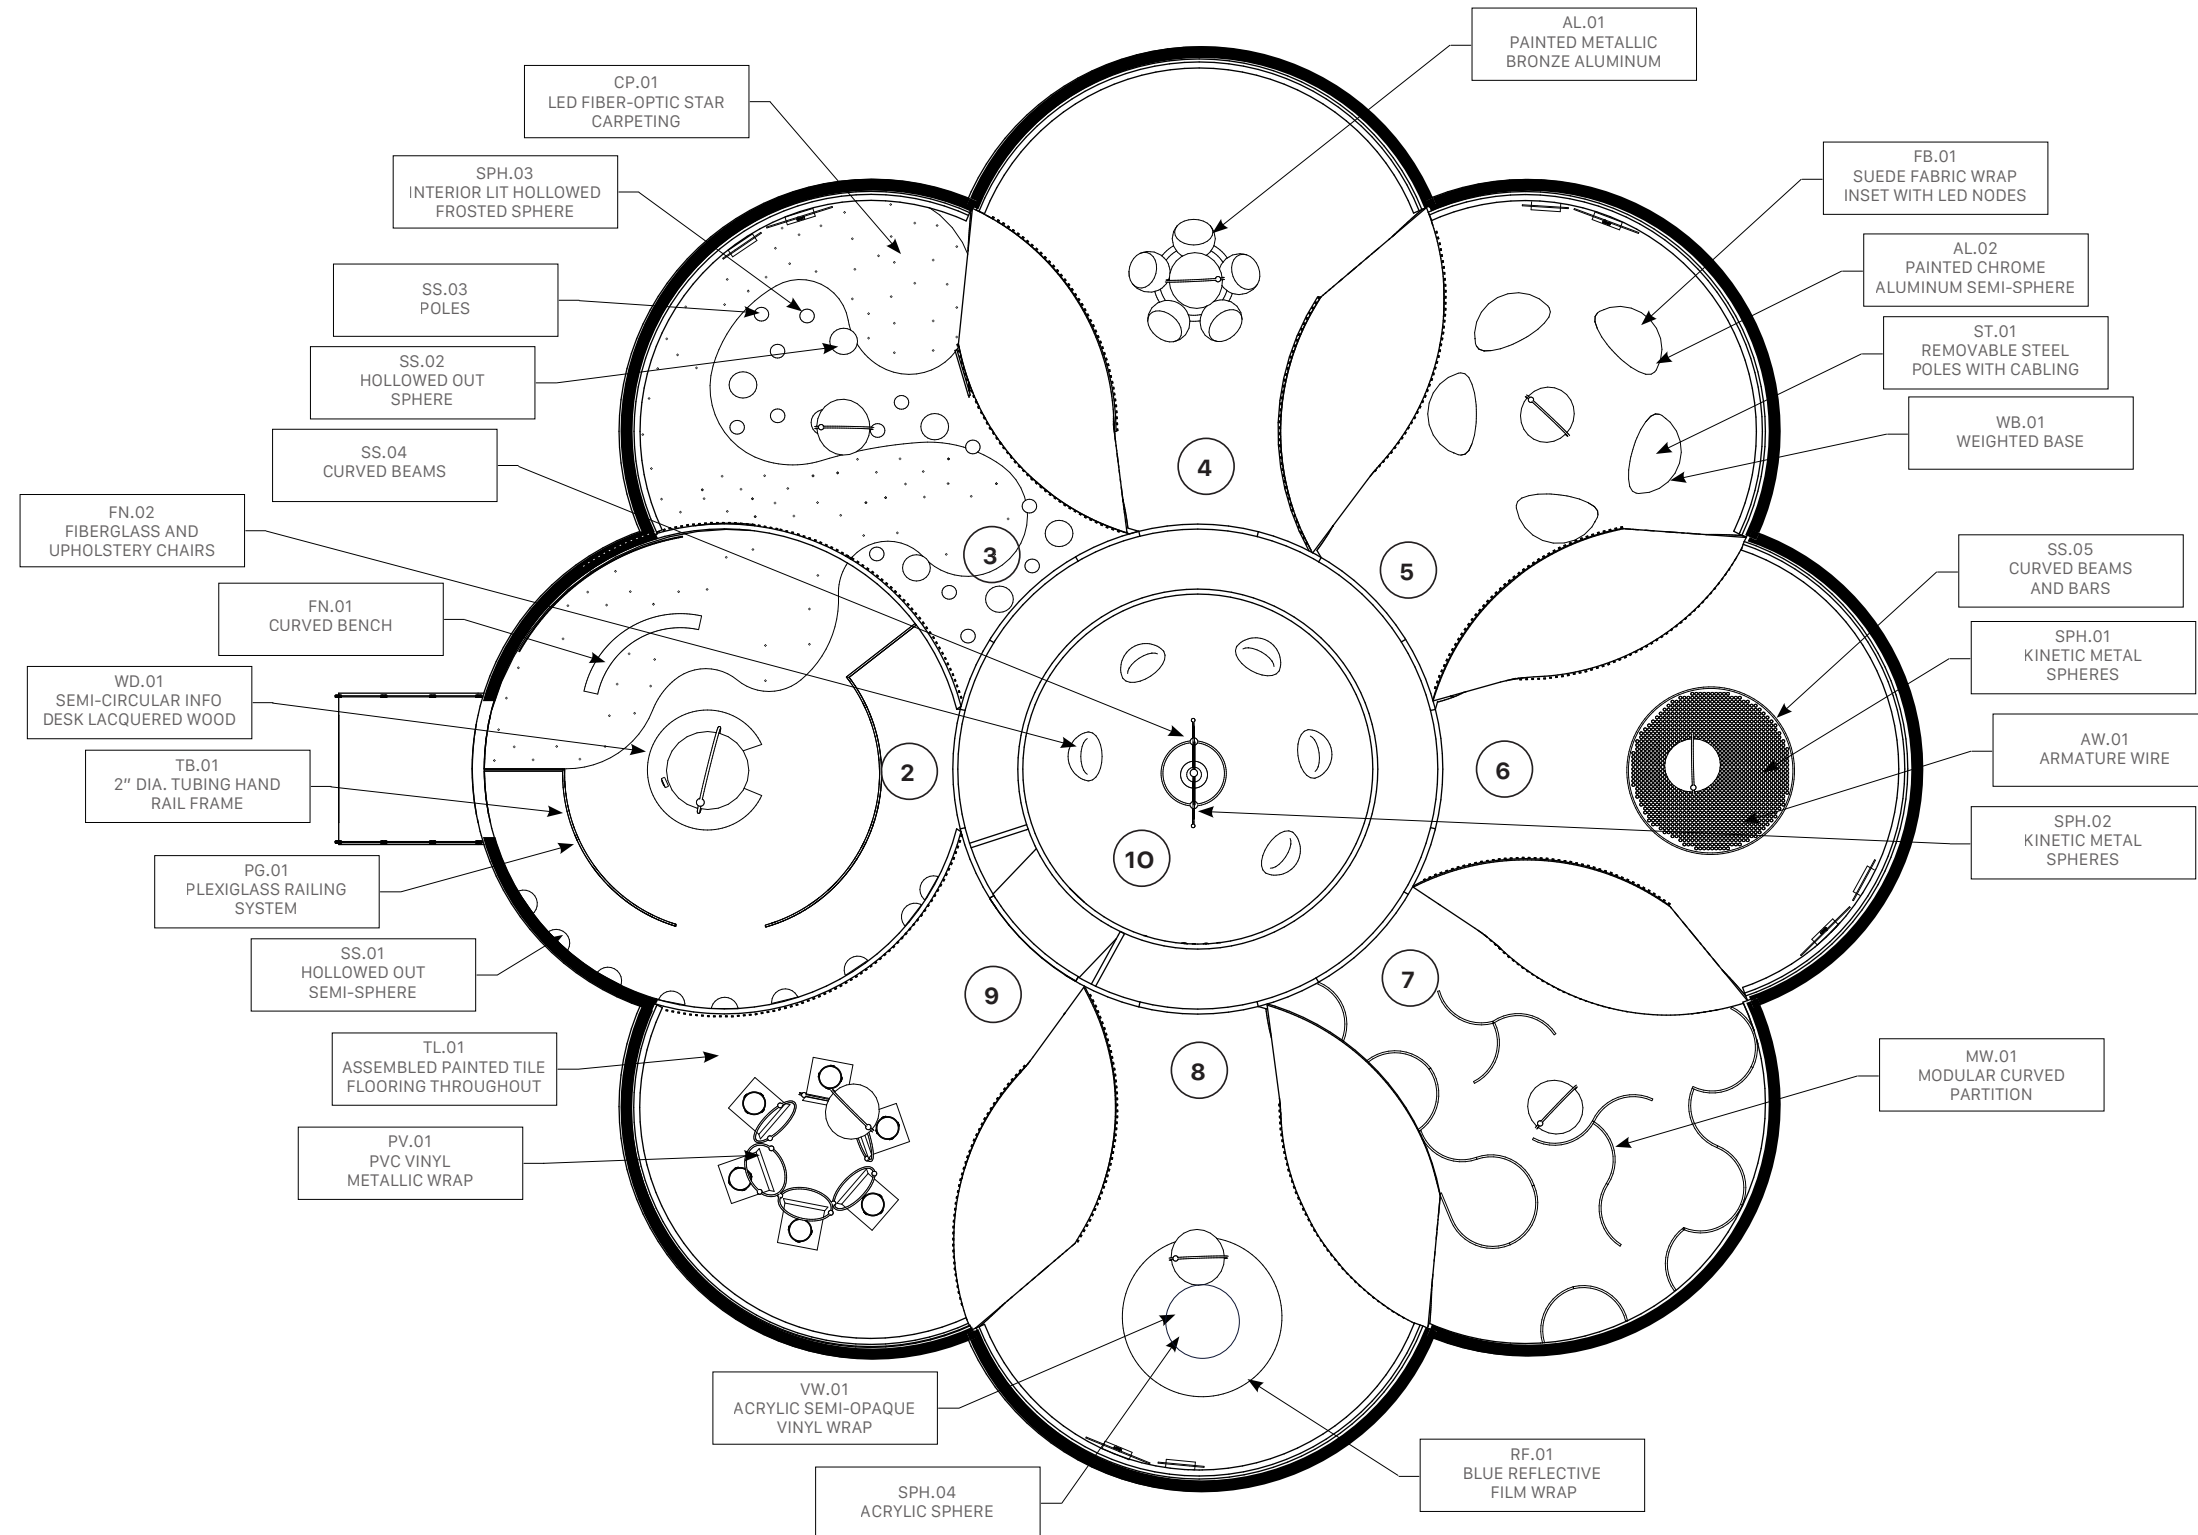 AL.01
PAINTED METALLIC
BRONZE ALUMINUM
CP.01
LED FIBER-OPTIC STAR
CARPETING
FB.01
SUEDE FABRIC WRAP
INSET WITH LED NODES
SPH.03
INTERIOR LIT HOLLOWED
FROSTED SPHERE
AL.02
PAINTED CHROME
ALUMINUM SEMI-SPHERE
SS.03
POLES
ST.01
REMOVABLE STEEL
POLES WITH CABLING
SS.02
HOLLOWED OUT
SPHERE
WB.01
WEIGHTED BASE
SS.04
CURVED BEAMS
4
FN.02
FIBERGLASS AND
UPHOLSTERY CHAIRS
3
5
SS.05
CURVED BEAMS
AND BARS
FN.01
CURVED BENCH
SPH.01
KINETIC METAL
SPHERES
WD.01
SEMI-CIRCULAR INFO
DESK LACQUERED WOOD
AW.01
ARMATURE WIRE
2
6
TB.01
2” DIA. TUBING HAND
RAIL FRAME
SPH.02
KINETIC METAL
SPHERES
10
PG.01
PLEXIGLASS RAILING
SYSTEM
SS.01
HOLLOWED OUT
SEMI-SPHERE
9
7
TL.01
ASSEMBLED PAINTED TILE
FLOORING THROUGHOUT
8
MW.01
MODULAR CURVED
PARTITION
PV.01
PVC VINYL
METALLIC WRAP
VW.01
ACRYLIC SEMI-OPAQUE
VINYL WRAP
RF.01
BLUE REFLECTIVE
FILM WRAP
SPH.04
ACRYLIC SPHERE